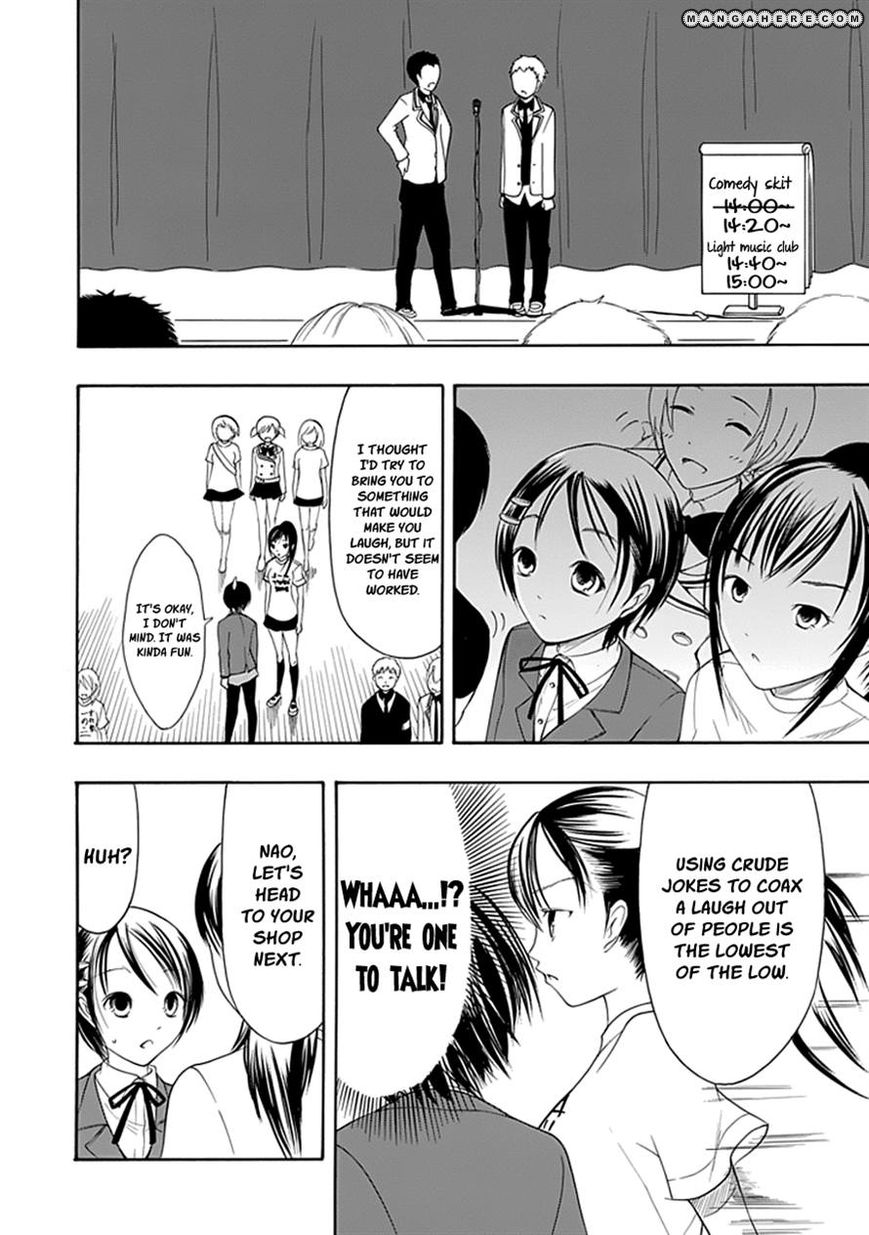 MANGAHERE.COM
Comedy skit
14:00~
14:20~
Light music club
14:40~
15:00~
I THOUGHT
I'D TRY TO
BRING YOU TO
SOMETHING
THAT WOULD
MAKE YOU
LAUGH, BUT IT
DOESN'T SEEM
TO HAVE
WORKED.
IT'S OKAY,
I DON'T
MIND. IT WAS
KINDA FUN.
USING CRUDE
JOKES TO COAX
A LAUGH OUT
OF PEOPLE IS
THE LOWEST
OF THE LOW.
WHAAA...!?
YOU'RE ONE
TO TALK!
NAO,
LET'S
HEAD
TO YOUR
SHOP
NEXT.
HUH?